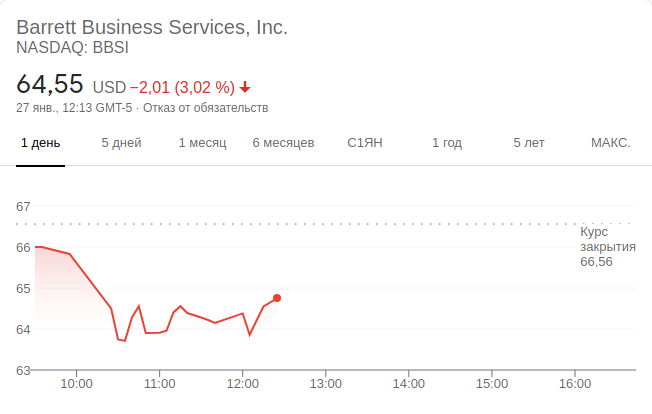 Barrett Business Services, Inc.
NASDAQ: BBSI
64,55 USD −2,01 (3,02 %)
27 янв., 12:13 GMT-5 · Отказ от обязательств
1 день 5 дней 1 месяц 6 месяцев С1ЯН 1 год 5 лет МАКС.
67
66
65
64
63
Курс
закрытия
66,56
10:00 11:00 12:00 13:00 14:00 15:00 16:00